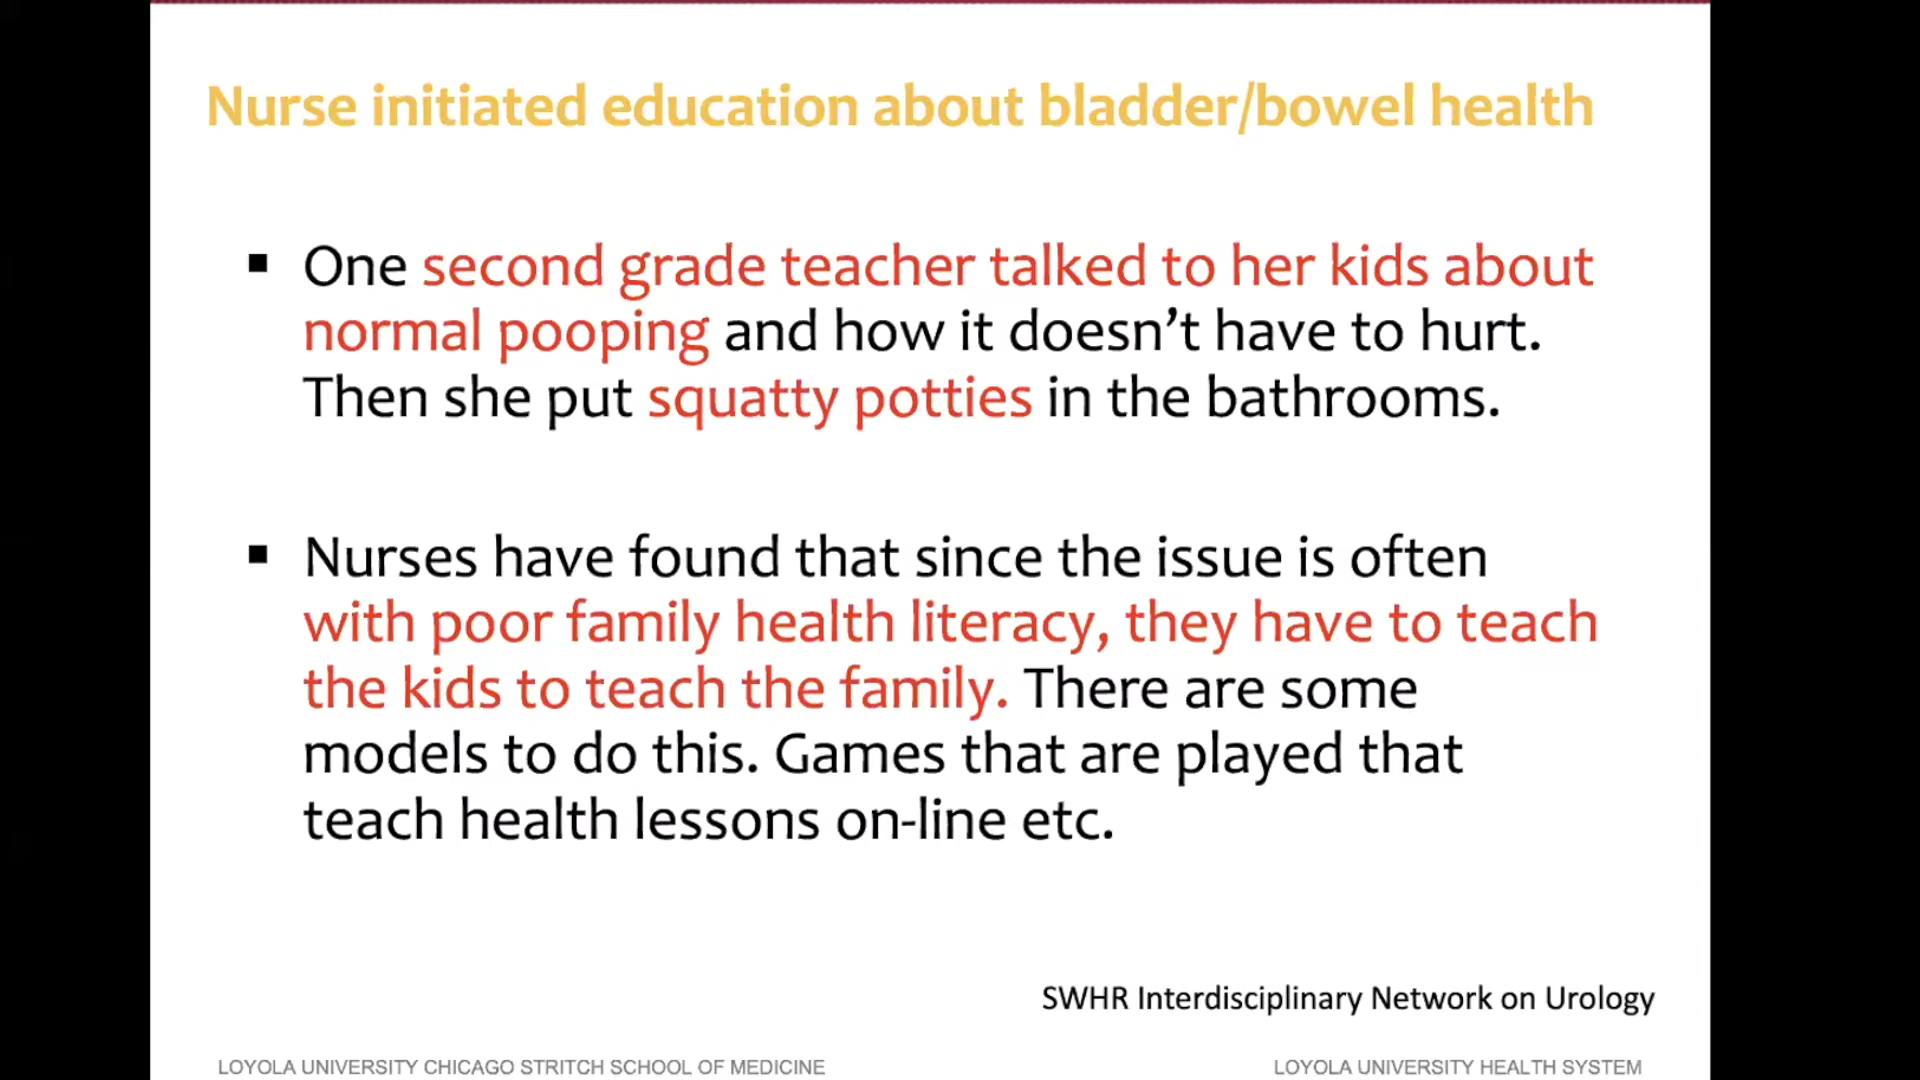 Nurse initiated education about bladder/bowel health
▪ One second grade teacher talked to her kids about
normal pooping and how it doesn’t have to hurt.
Then she put squatty potties in the bathrooms.
▪ Nurses have found that since the issue is often
with poor family health literacy, they have to teach
the kids to teach the family. There are some
models to do this. Games that are played that
teach health lessons on-line etc.
SWHR Interdisciplinary Network on Urology
LOYOLA UNIVERSITY CHICAGO STRITCH SCHOOL OF MEDICINE
LOYOLA UNIVERSITY HEALTH SYSTEM